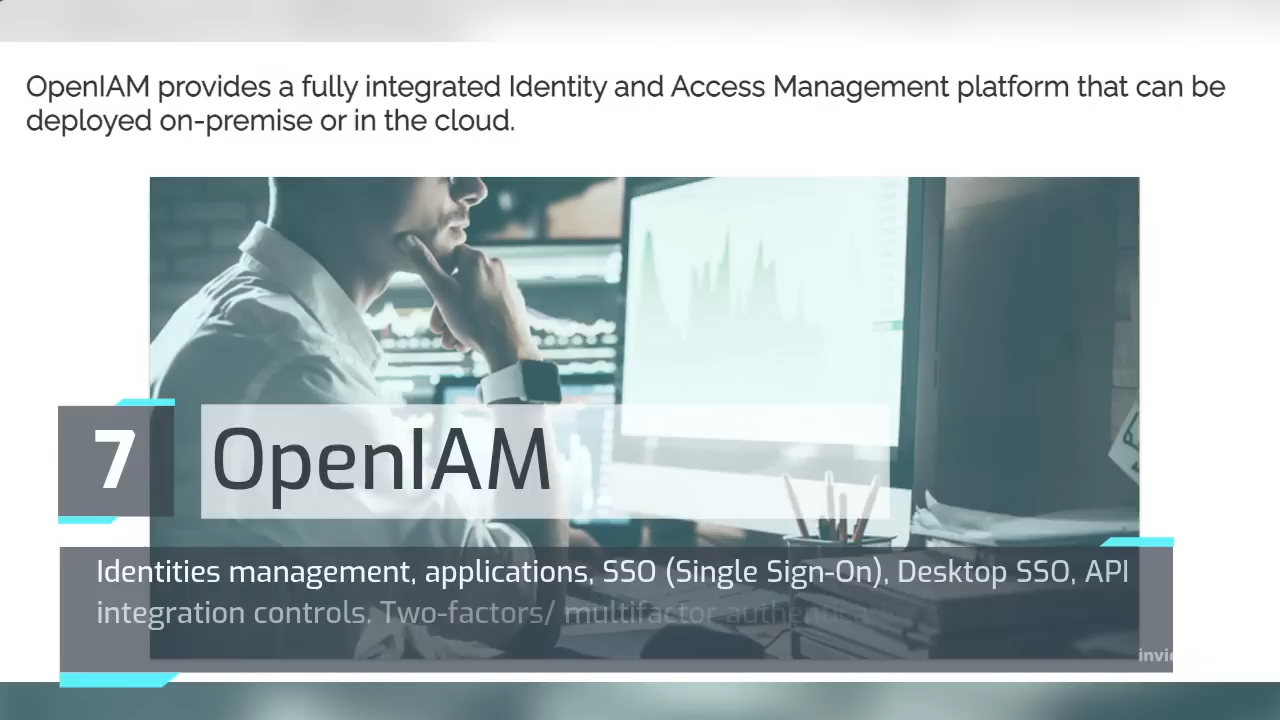 OpenIAM provides a fully integrated Identity and Access Management platform that can be
deployed on-premise or in the cloud.
7
OpenIAM
Identities management, applications, SSO (Single Sign-On), Desktop SSO, API
integration controls. Two-factors/ multifactor